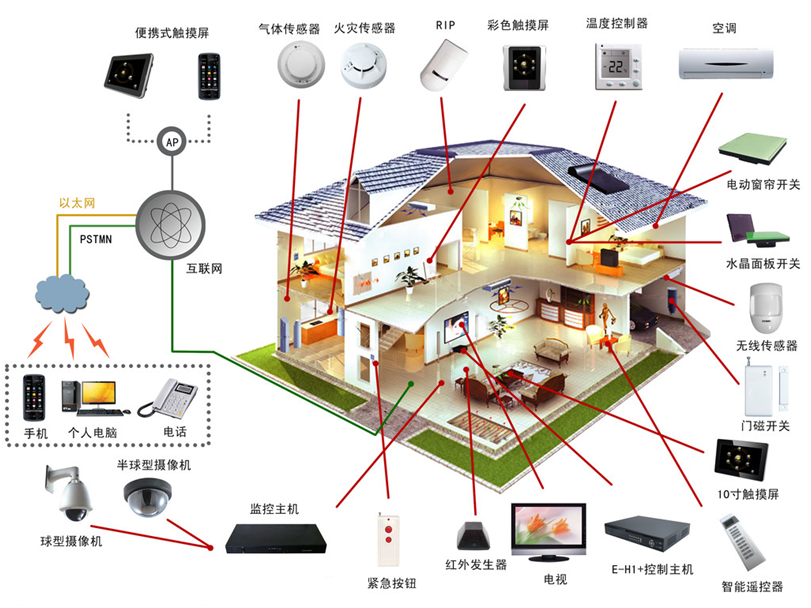 便携式触摸屏
气体传感器
火灾传感器
RIP
彩色触摸屏
温度控制器
空调
22
AP
电动窗帘开关
以太网
PSTMN
互联网
水晶面板开关
无线传感器
门磁开关
手机
个人电脑
电话
半球型摄像机
球型摄像机
监控主机
紧急按钮
红外发生器
电视
E-H1+控制主机
10寸触摸屏
智能遥控器